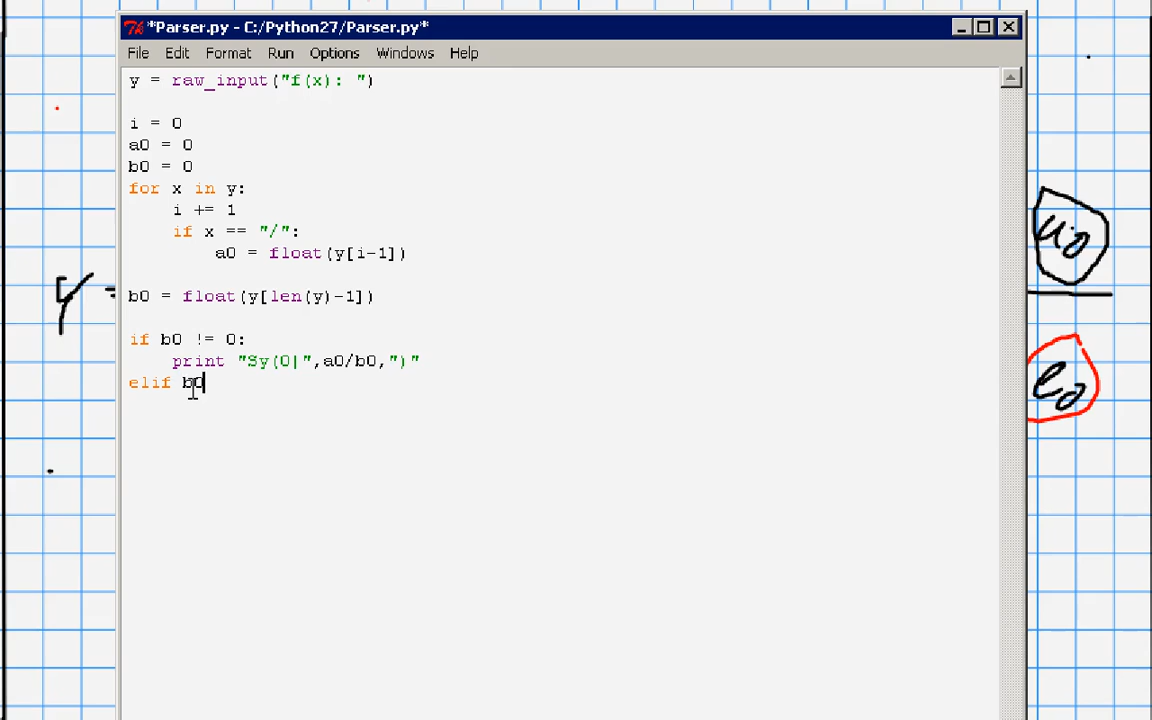 *Parser.py - C:/Python27/Parser.py*
File Edit Format Run Options Windows Help
y = raw_input("f(x): ")
i = 0
a0 = 0
b0 = 0
for x in y:
i += 1
if x == "/":
a0 = float(y[i-1])
b0 = float(y[len(y)-1])
if b0 != 0:
print "Sy(0|",a0/b0,")"
elif b0
y =